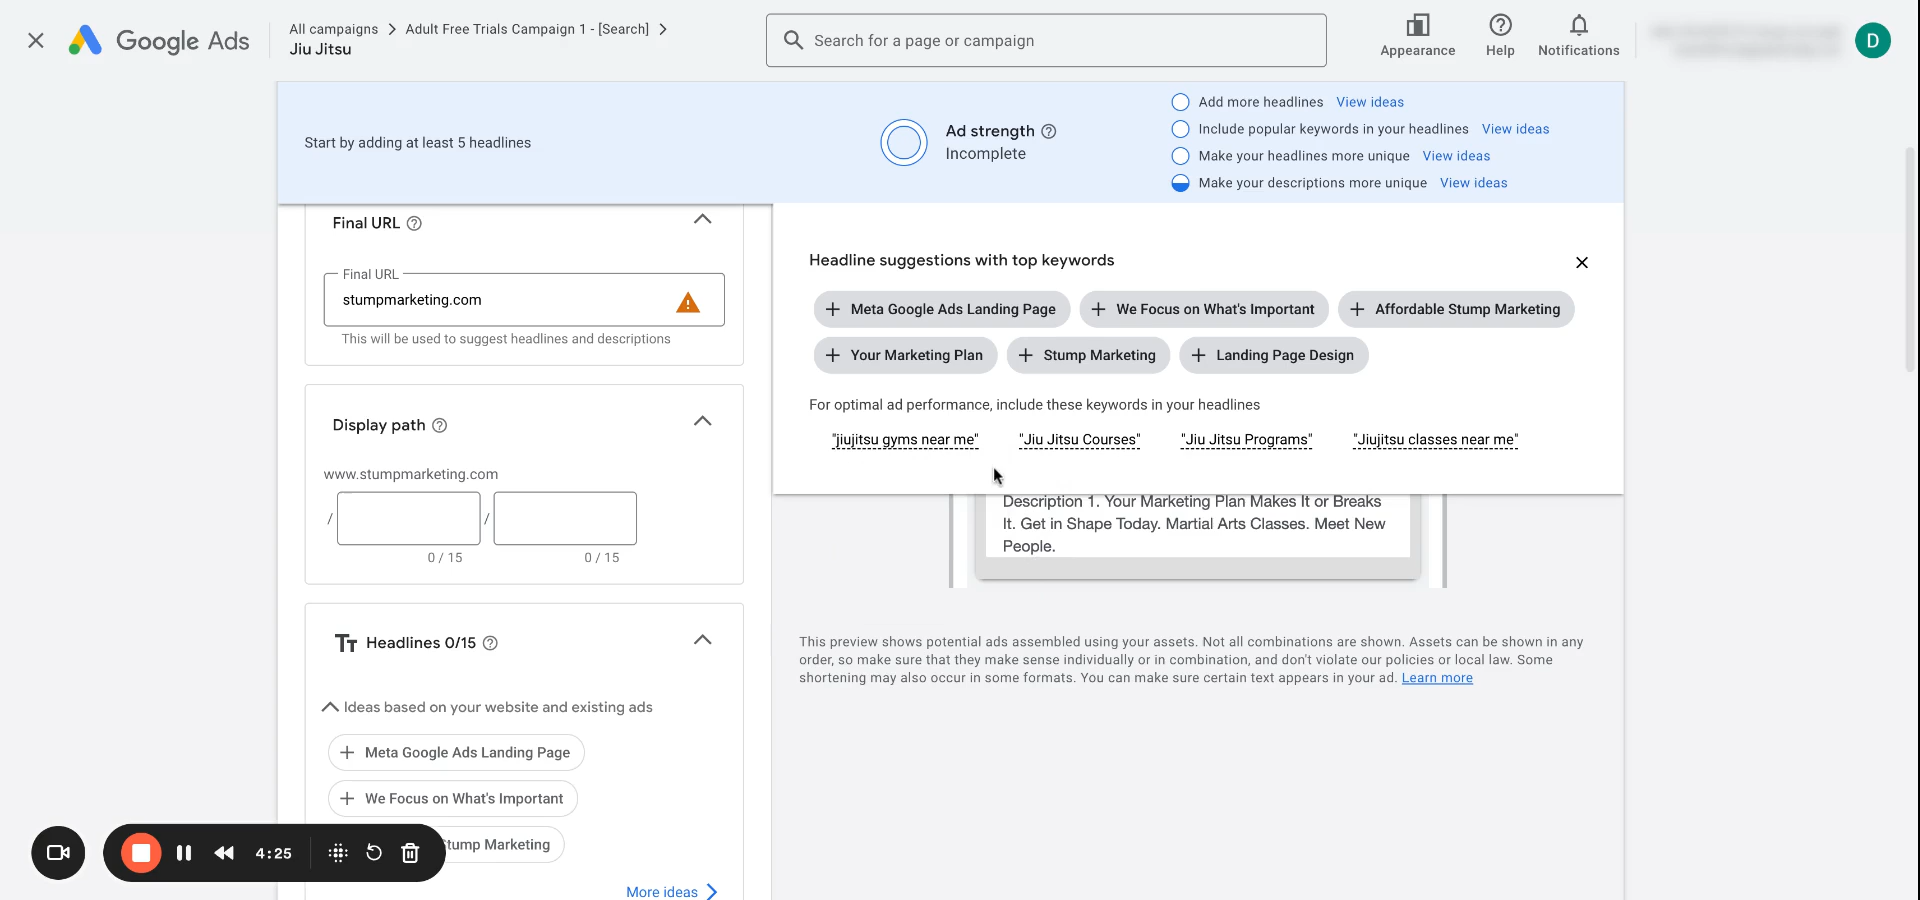 Google Ads
All campaigns
Adult Free Trials Campaign 1 - [Search]
Jiu Jitsu
Search for a page or campaign
Appearance
Help
Notifications
D
Start by adding at least 5 headlines
Ad strength
Incomplete
Add more headlines View ideas
Include popular keywords in your headlines View ideas
Make your headlines more unique View ideas
Make your descriptions more unique View ideas
Final URL
Final URL
stumpmarketing.com
This will be used to suggest headlines and descriptions
Display path
www.stumpmarketing.com
/ /
0 / 15 0 / 15
Headlines 0/15
Ideas based on your website and existing ads
+ Meta Google Ads Landing Page
+ We Focus on What's Important
Stump Marketing
More ideas
4:25
Headline suggestions with top keywords
+ Meta Google Ads Landing Page + We Focus on What's Important + Affordable Stump Marketing
+ Your Marketing Plan + Stump Marketing + Landing Page Design
For optimal ad performance, include these keywords in your headlines
"jiujitsu gyms near me" "Jiu Jitsu Courses" "Jiu Jitsu Programs" "Jiujitsu classes near me"
Description 1. Your Marketing Plan Makes It or Breaks
It. Get in Shape Today. Martial Arts Classes. Meet New
People.
This preview shows potential ads assembled using your assets. Not all combinations are shown. Assets can be shown in any
order, so make sure that they make sense individually or in combination, and don't violate our policies or local law. Some
shortening may also occur in some formats. You can make sure certain text appears in your ad. Learn more